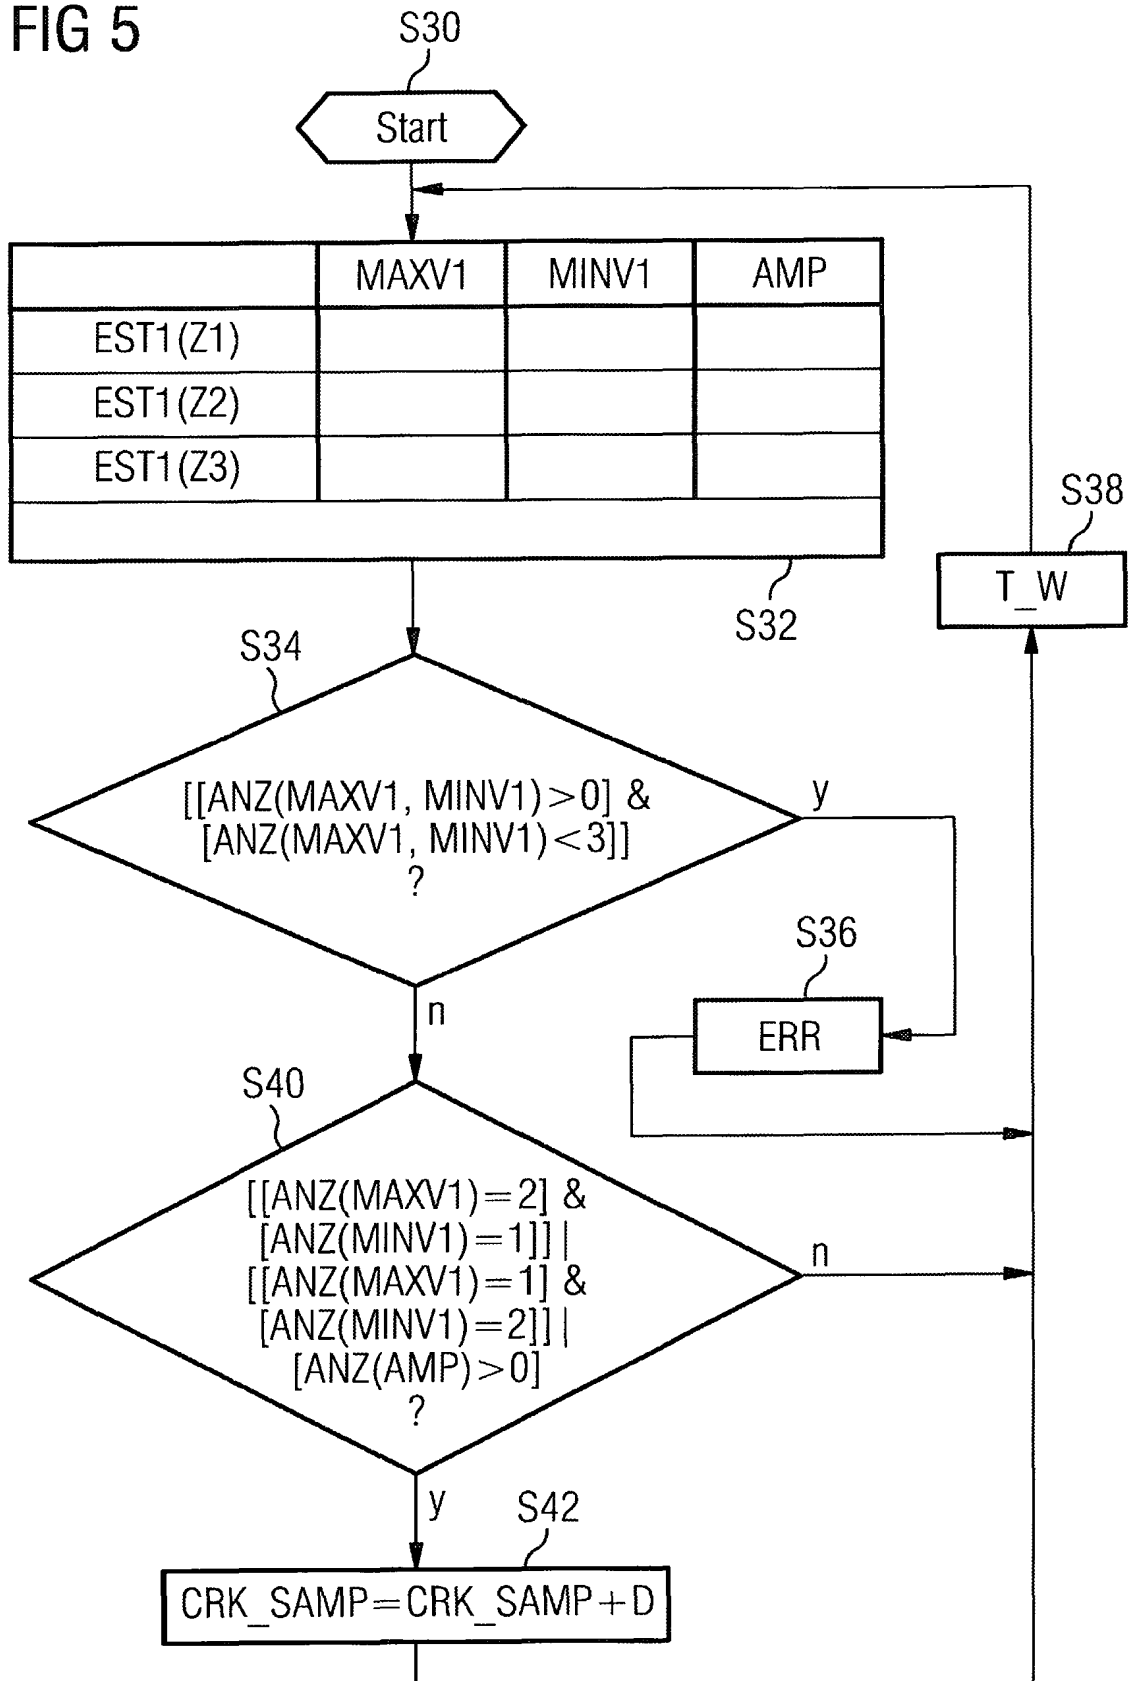 FIG 5
S30
Start
MAXV1 MINV1 AMP
EST1(Z1)
EST1(Z2)
EST1(Z3)
S38
T_W
S32
S34
[[ANZ(MAXV1, MINV1)>0] &
[ANZ(MAXV1, MINV1)<3]]
?
y
S36
ERR
n
S40
[[ANZ(MAXV1)=2] &
[ANZ(MINV1)=1]]|
[[ANZ(MAXV1)=1] &
[ANZ(MINV1)=2]]|
[ANZ(AMP)>0]
?
n
y
S42
CRK_SAMP=CRK_SAMP+D